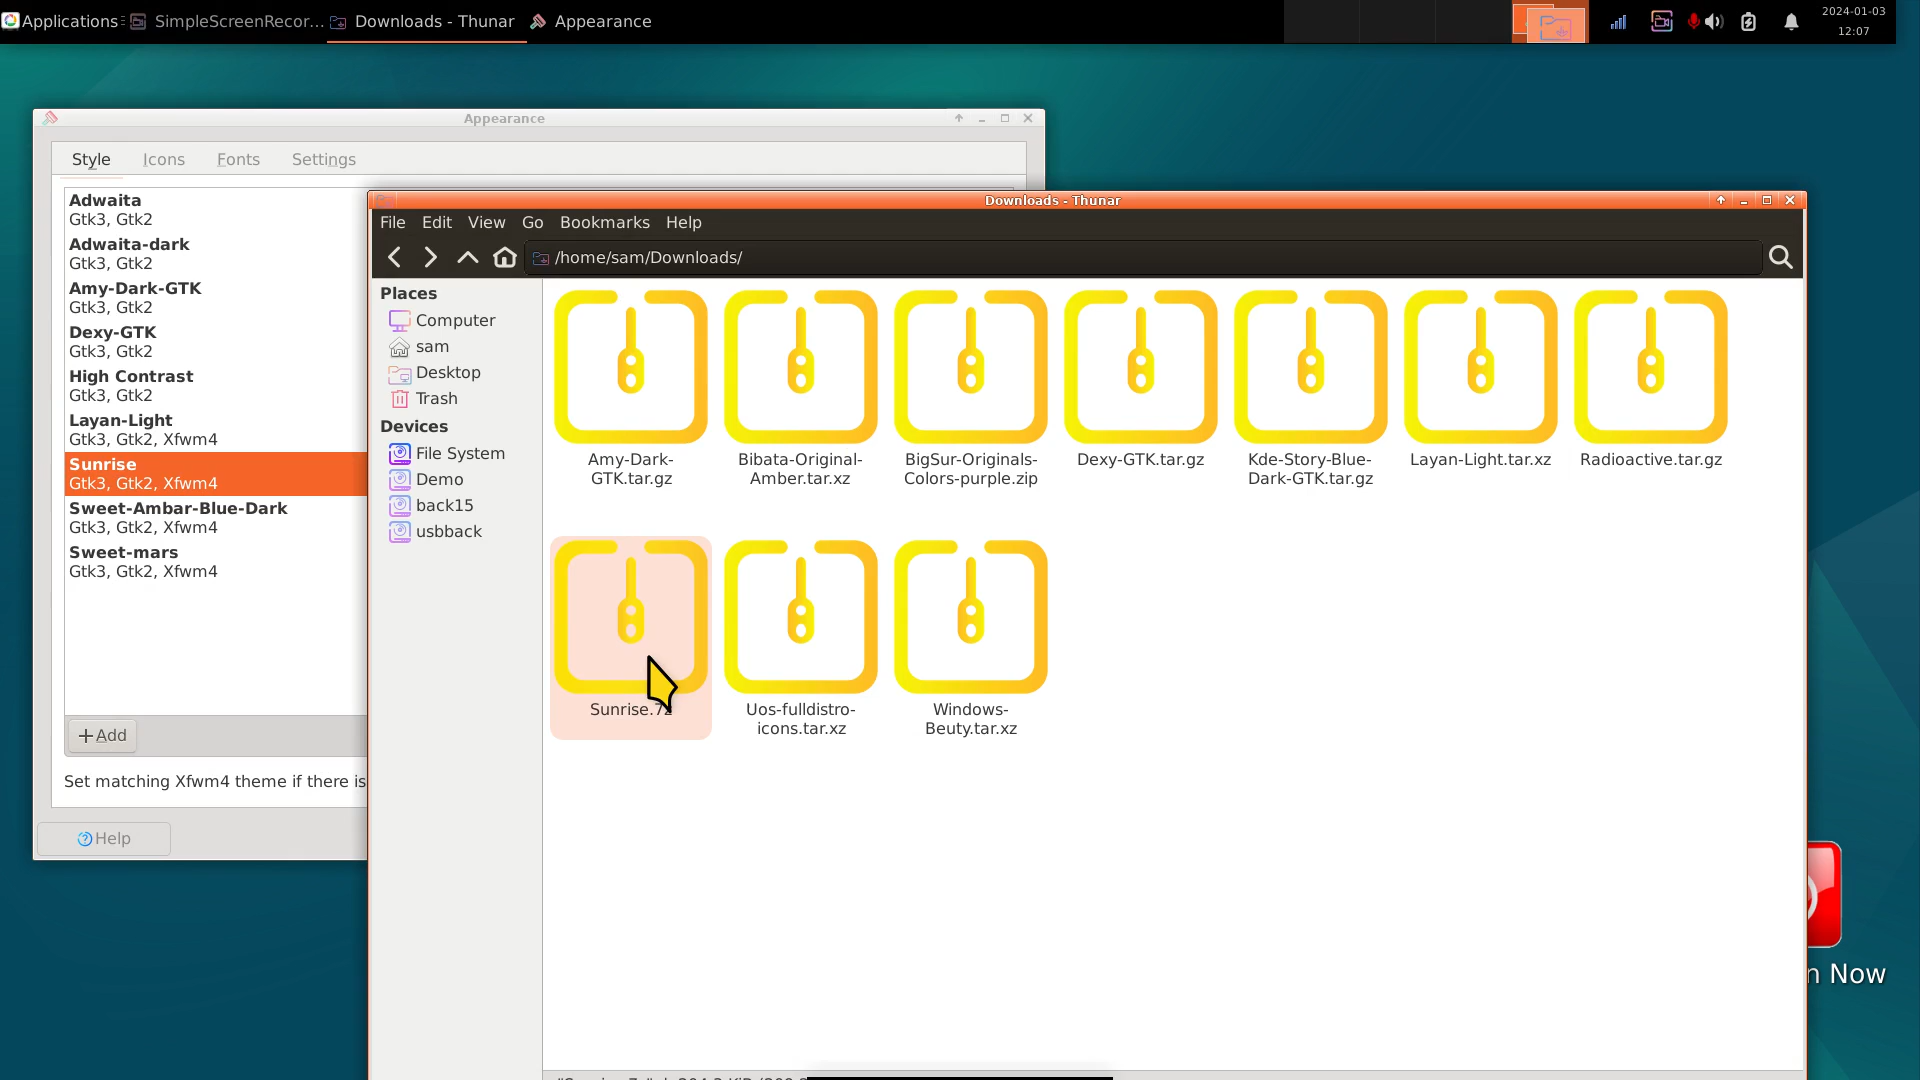 Applications
SimpleScreenRecor...
Downloads - Thunar
Appearance
2024-01-03
12:07
Appearance
Style
Icons
Fonts
Settings
Adwaita
Gtk3, Gtk2
Adwaita-dark
Gtk3, Gtk2
Amy-Dark-GTK
Gtk3, Gtk2
Dexy-GTK
Gtk3, Gtk2
High Contrast
Gtk3, Gtk2
Layan-Light
Gtk3, Gtk2, Xfwm4
Sunrise
Gtk3, Gtk2, Xfwm4
Sweet-Ambar-Blue-Dark
Gtk3, Gtk2, Xfwm4
Sweet-mars
Gtk3, Gtk2, Xfwm4
Add
Set matching Xfwm4 theme if there is
Help
Downloads - Thunar
File Edit View Go Bookmarks Help
/home/sam/Downloads/
Places
Computer
sam
Desktop
Trash
Devices
File System
Demo
back15
usbback
Amy-Dark-
GTK.tar.gz
Bibata-Original-
Amber.tar.xz
BigSur-Originals-
Colors-purple.zip
Dexy-GTK.tar.gz
Kde-Story-Blue-
Dark-GTK.tar.gz
Layan-Light.tar.xz
Radioactive.tar.gz
Sunrise.7z
Uos-fulldistro-
icons.tar.xz
Windows-
Beuty.tar.xz
Now